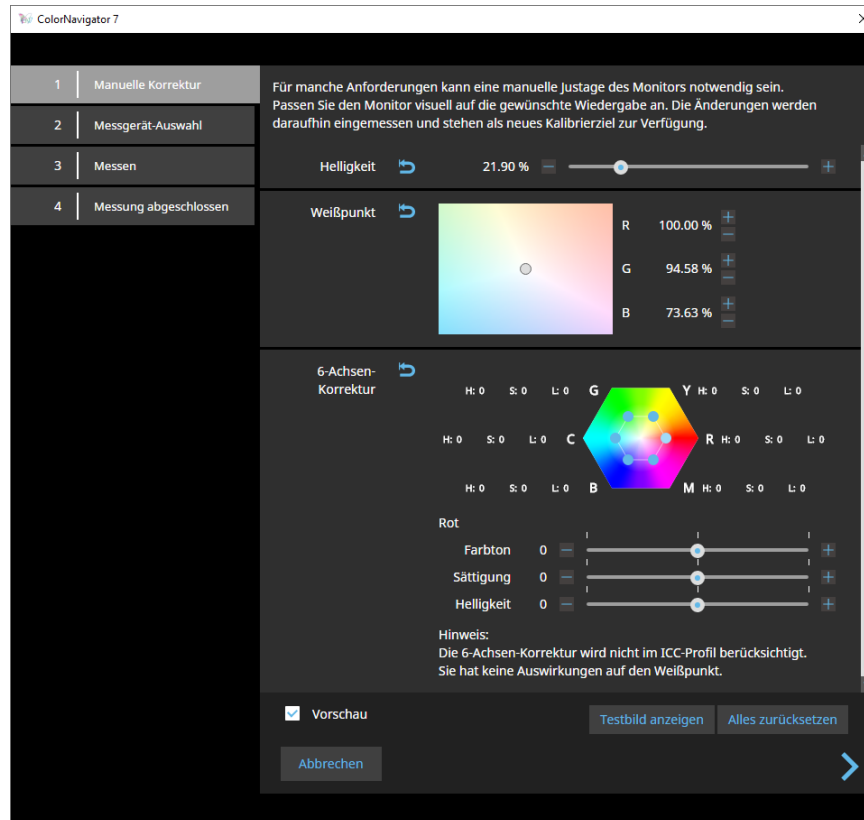 ColorNavigator 7
1 Manuelle Korrektur
2 Messgerät-Auswahl
3 Messen
4 Messung abgeschlossen
Für manche Anforderungen kann eine manuelle Justage des Monitors notwendig sein.
Passen Sie den Monitor visuell auf die gewünschte Wiedergabe an. Die Änderungen werden
daraufhin eingemessen und stehen als neues Kalibrierziel zur Verfügung.
Helligkeit 21.90 %
Weißpunkt
R 100.00 %
G 94.58 %
B 73.63 %
6-Achsen-
Korrektur
H: 0 S: 0 L: 0 G Y H: 0 S: 0 L: 0
H: 0 S: 0 L: 0 C R H: 0 S: 0 L: 0
H: 0 S: 0 L: 0 B M H: 0 S: 0 L: 0
Rot
Farbton 0
Sättigung 0
Helligkeit 0
Hinweis:
Die 6-Achsen-Korrektur wird nicht im ICC-Profil berücksichtigt.
Sie hat keine Auswirkungen auf den Weißpunkt.
Vorschau
Testbild anzeigen Alles zurücksetzen
Abbrechen